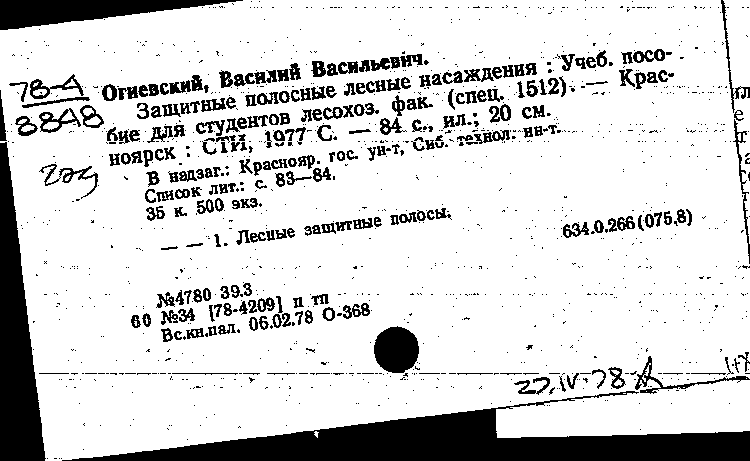 78-А
8848
Огиевский, Василий Васильевич.
Защитные полосные лесные насаждения : Учеб. посо-
бие для студентов лесохоз. фак. (спец. 1512). — Крас-
ноярск : СТИ, 1977 С. — 84 с., ил.; 20 см.
В надзаг.: Краснояр. гос. ун-т, Сиб. технол. ин-т.
Список лит.: с. 83—84.
35 к. 500 экз.
— — 1. Лесные защитные полосы.
634.0.266(075.8)
№4780 39.3
60 №34 [78-4209] п тп
Вс.кн.пал. 06.02.78 О-368
27.IV.78